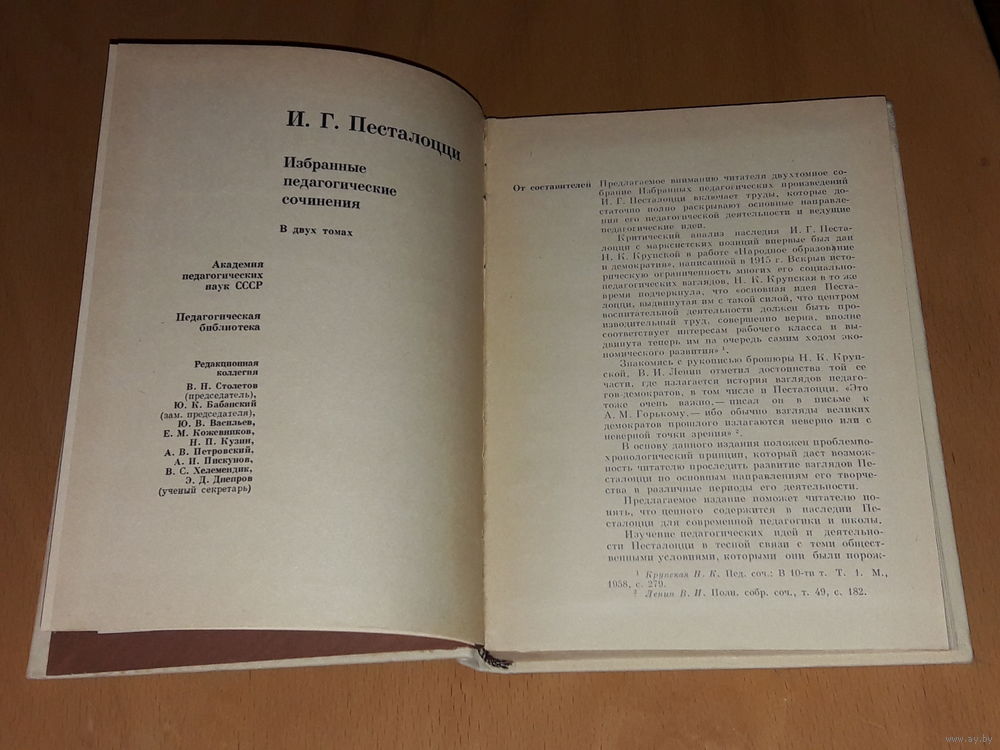 И. Г. Песталоцци
Избранные
педагогические
сочинения
В двух томах
Академия
педагогических
наук СССР
Педагогическая
библиотека
Редакционная
коллегия
В. Н. Столетов
(председатель),
Ю. К. Бабанский
(зам. председателя),
Ю. В. Васильев,
Е. М. Кожевников,
Н. П. Кузин,
А. В. Петровский,
А. И. Пискунов,
В. С. Хелемендик,
Э. Д. Днепров
(ученый секретарь)
От составителей
Предлагаемое вниманию читателя двухтомное со-
брание Избранных педагогических произведений
И. Г. Песталоцци включает труды, которые до-
статочно полно раскрывают основные направле-
ния его педагогической деятельности и ведущие
педагогические идеи.
Критический анализ наследия И. Г. Песта-
лоцци с марксистских позиций впервые был дан
Н. К. Крупской в работе «Народное образование
и демократия», написанной в 1915 г. Вскрыв исто-
рическую ограниченность многих его социально-
педагогических взглядов, Н. К. Крупская в то же
время подчеркнула, что «основная идея Песта-
лоцци, выдвинутая им с такой силой, что центром
воспитательной деятельности должен быть про-
изводительный труд, совершенно верна, вполне
соответствует интересам рабочего класса и вы-
двинута теперь им на очередь самим ходом эко-
номического развития» ¹.
Знакомясь с рукописью брошюры Н. К. Круп-
ской, В. И. Ленин отметил достоинства той ее
части, где излагается история взглядов педаго-
гов-демократов, в том числе и Песталоцци. «Это
тоже очень важно,— писал он в письме к
А. М. Горькому,— ибо обычно взгляды великих
демократов прошлого излагаются неверно или с
неверной точки зрения» ².
В основу данного издания положен проблемно-
хронологический принцип, который даст возмож-
ность читателю проследить развитие взглядов Пе-
сталоцци по основным направлениям его творче-
ства в различные периоды его деятельности.
Предлагаемое издание поможет читателю по-
нять, что ценного содержится в наследии Пе-
сталоцци для современной педагогики и школы.
Изучение педагогических идей и деятельно-
сти Песталоцци в тесной связи с теми общест-
венными условиями, которыми они были порож-
¹ Крупская Н. К. Пед. соч.: В 10-ти т. Т. 1. М.,
1958, с. 279.
² Ленин В. И. Полн. собр. соч., т. 49, с. 182.
www.ay.by